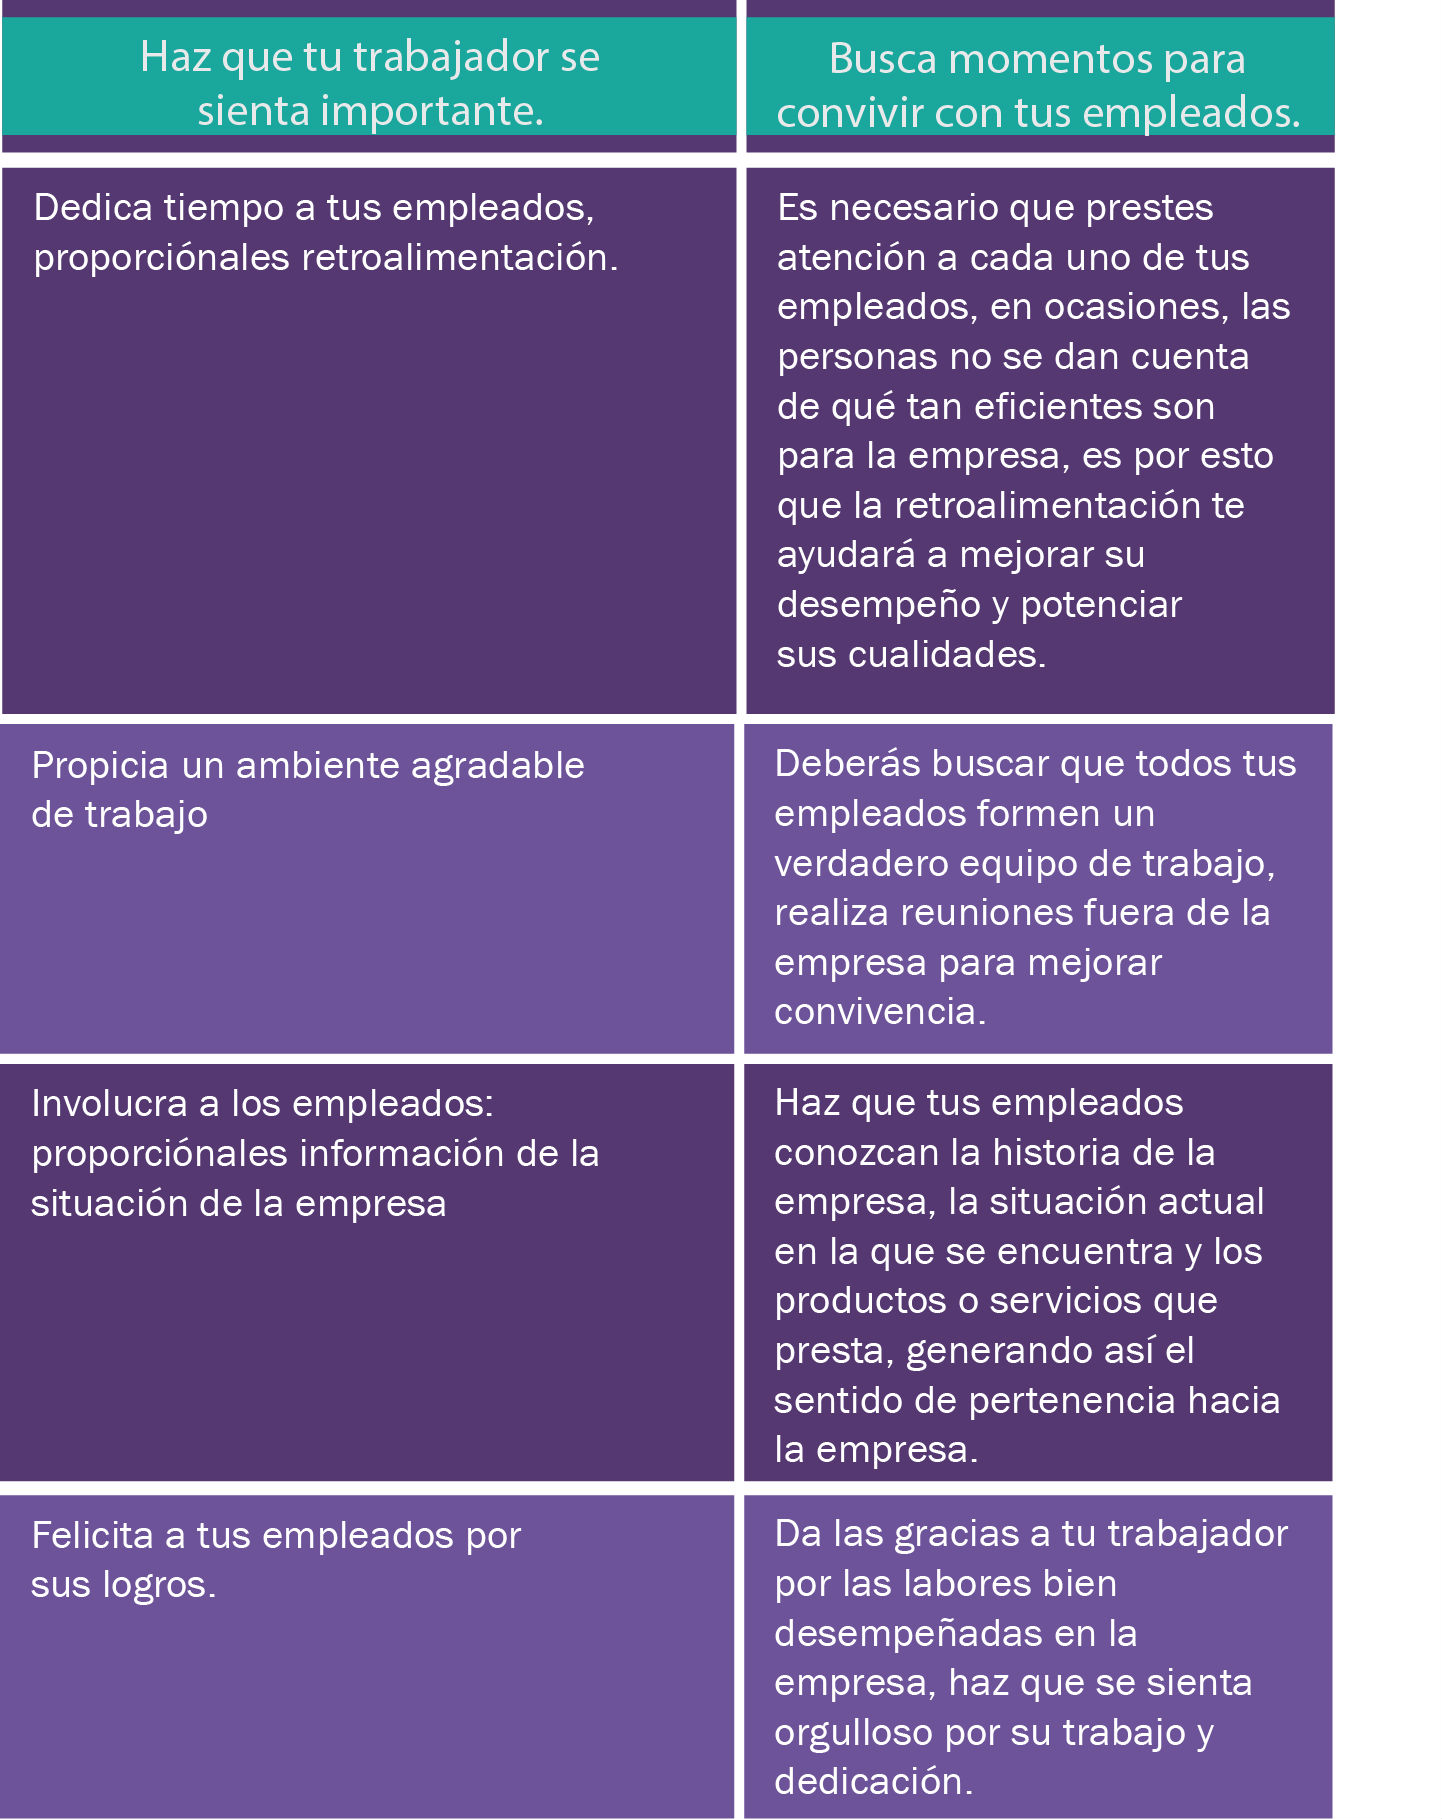 Haz que tu trabajador se
sienta importante.
Busca momentos para
convivir con tus empleados.
Dedica tiempo a tus empleados,
proporciónales retroalimentación.
Es necesario que prestes
atención a cada uno de tus
empleados, en ocasiones, las
personas no se dan cuenta
de qué tan eficientes son
para la empresa, es por esto
que la retroalimentación te
ayudará a mejorar su
desempeño y potenciar
sus cualidades.
Propicia un ambiente agradable
de trabajo
Deberás buscar que todos tus
empleados formen un
verdadero equipo de trabajo,
realiza reuniones fuera de la
empresa para mejorar
convivencia.
Involucra a los empleados:
proporciónales información de la
situación de la empresa
Haz que tus empleados
conozcan la historia de la
empresa, la situación actual
en la que se encuentra y los
productos o servicios que
presta, generando así el
sentido de pertenencia hacia
la empresa.
Felicita a tus empleados por
sus logros.
Da las gracias a tu trabajador
por las labores bien
desempeñadas en la
empresa, haz que se sienta
orgulloso por su trabajo y
dedicación.